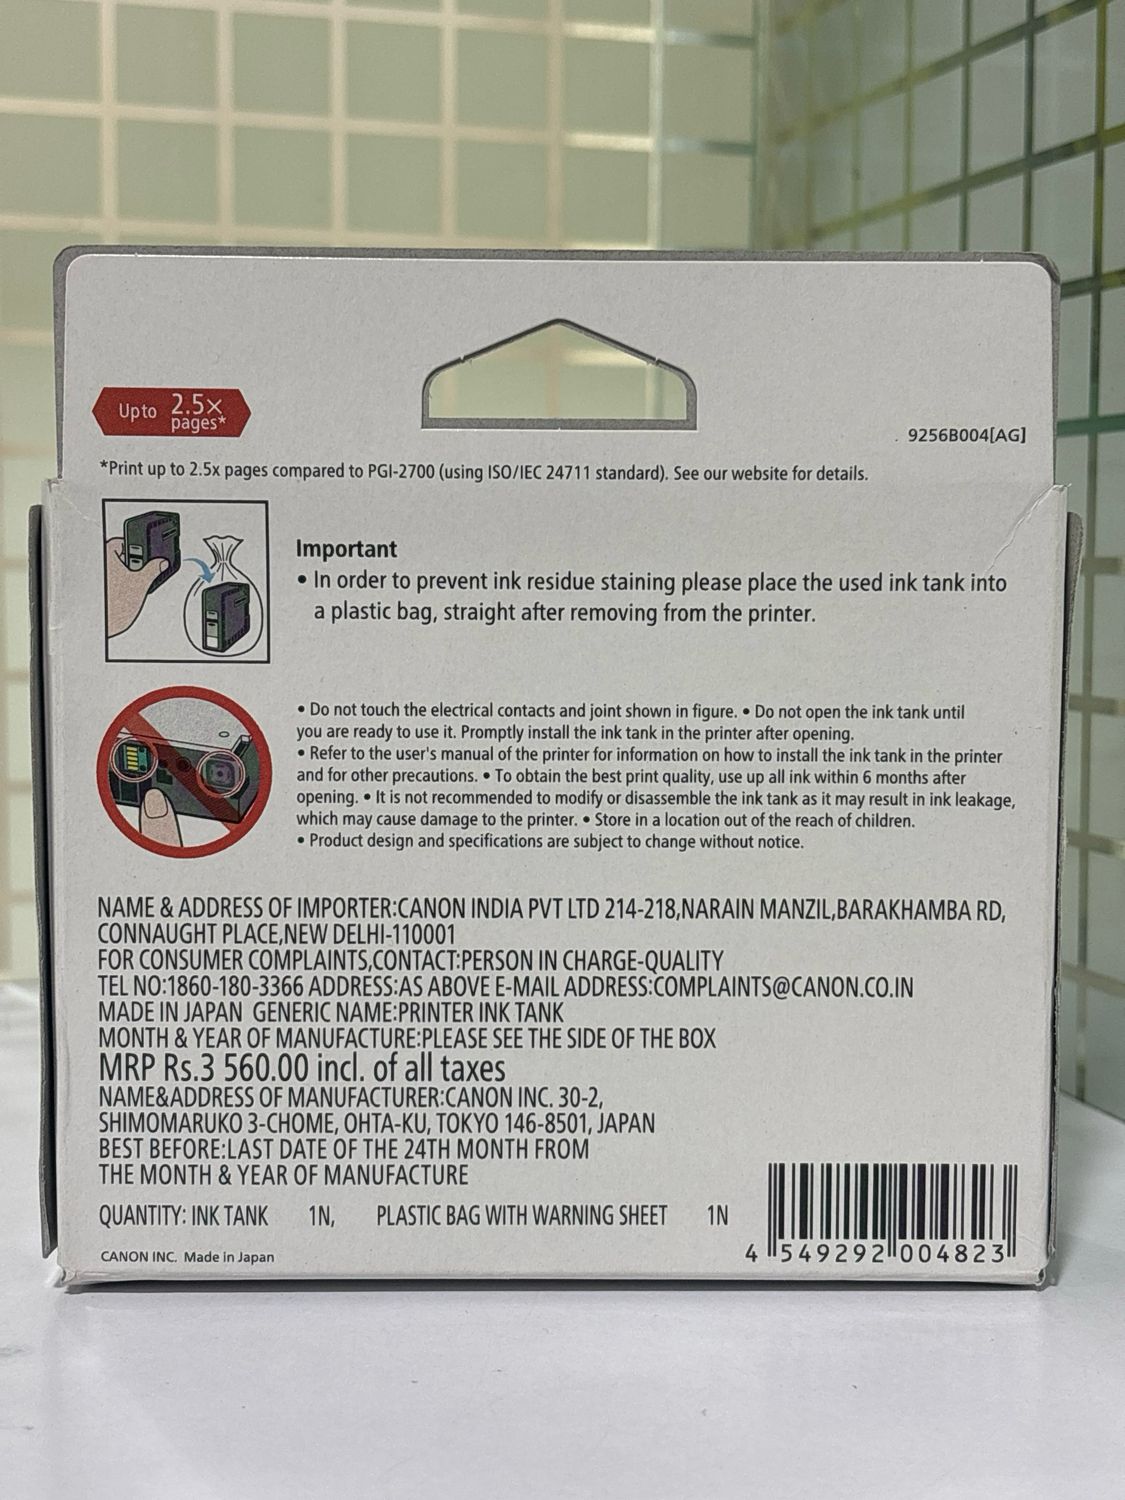 Upto 2.5x
pages*
9256B004[AG]
*Print up to 2.5x pages compared to PGI-2700 (using ISO/IEC 24711 standard). See our website for details.
Important
• In order to prevent ink residue staining please place the used ink tank into
a plastic bag, straight after removing from the printer.
• Do not touch the electrical contacts and joint shown in figure. • Do not open the ink tank until
you are ready to use it. Promptly install the ink tank in the printer after opening.
• Refer to the user's manual of the printer for information on how to install the ink tank in the printer
and for other precautions. • To obtain the best print quality, use up all ink within 6 months after
opening. • It is not recommended to modify or disassemble the ink tank as it may result in ink leakage,
which may cause damage to the printer. • Store in a location out of the reach of children.
• Product design and specifications are subject to change without notice.
NAME & ADDRESS OF IMPORTER:CANON INDIA PVT LTD 214-218,NARAIN MANZIL,BARAKHAMBA RD,
CONNAUGHT PLACE,NEW DELHI-110001
FOR CONSUMER COMPLAINTS,CONTACT:PERSON IN CHARGE-QUALITY
TEL NO:1860-180-3366 ADDRESS:AS ABOVE E-MAIL ADDRESS:COMPLAINTS@CANON.CO.IN
MADE IN JAPAN GENERIC NAME:PRINTER INK TANK
MONTH & YEAR OF MANUFACTURE:PLEASE SEE THE SIDE OF THE BOX
MRP Rs.3 560.00 incl. of all taxes
NAME&ADDRESS OF MANUFACTURER:CANON INC. 30-2,
SHIMOMARUKO 3-CHOME, OHTA-KU, TOKYO 146-8501, JAPAN
BEST BEFORE:LAST DATE OF THE 24TH MONTH FROM
THE MONTH & YEAR OF MANUFACTURE
QUANTITY: INK TANK 1N, PLASTIC BAG WITH WARNING SHEET 1N
CANON INC. Made in Japan
4 549292 004823